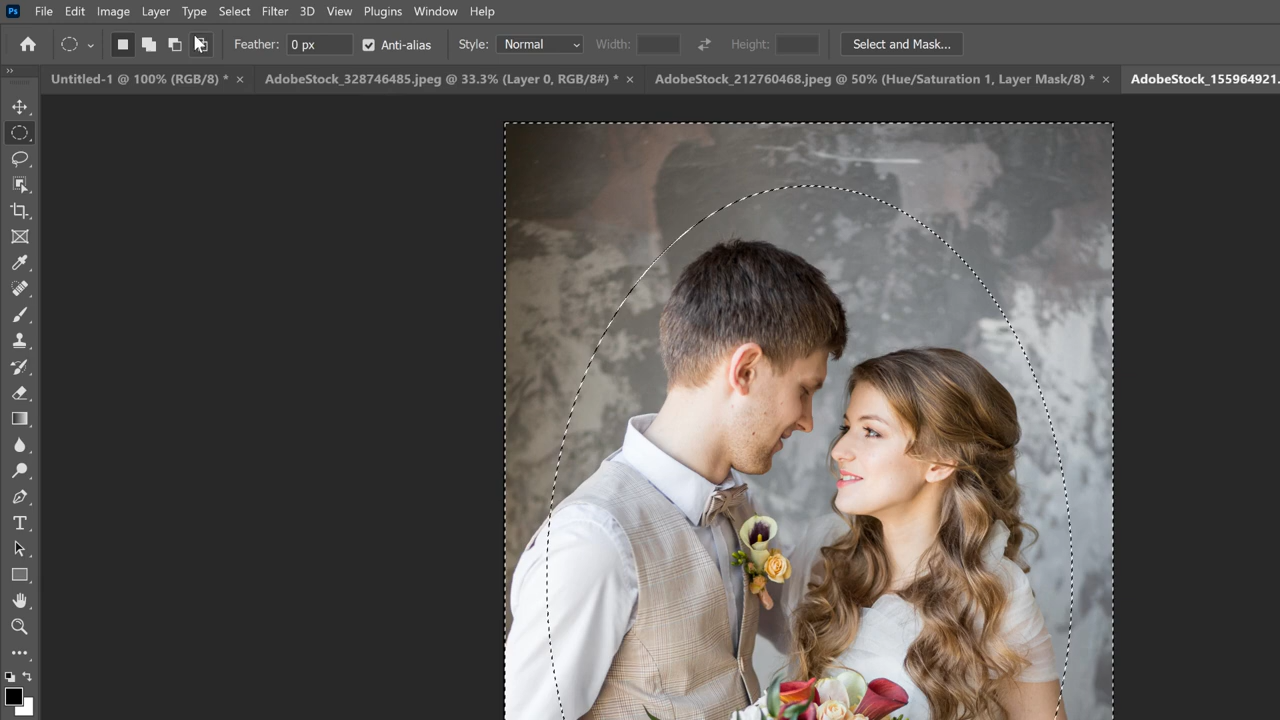 Ps File Edit Image Layer Type Select Filter 3D View Plugins Window Help
Feather: 0 px Anti-alias Style: Normal Width: Height: Select and Mask...
Untitled-1 @ 100% (RGB/8) * × AdobeStock_328746485.jpeg @ 33.3% (Layer 0, RGB/8#) * × AdobeStock_212760468.jpeg @ 50% (Hue/Saturation 1, Layer Mask/8) * × AdobeStock_155964921.